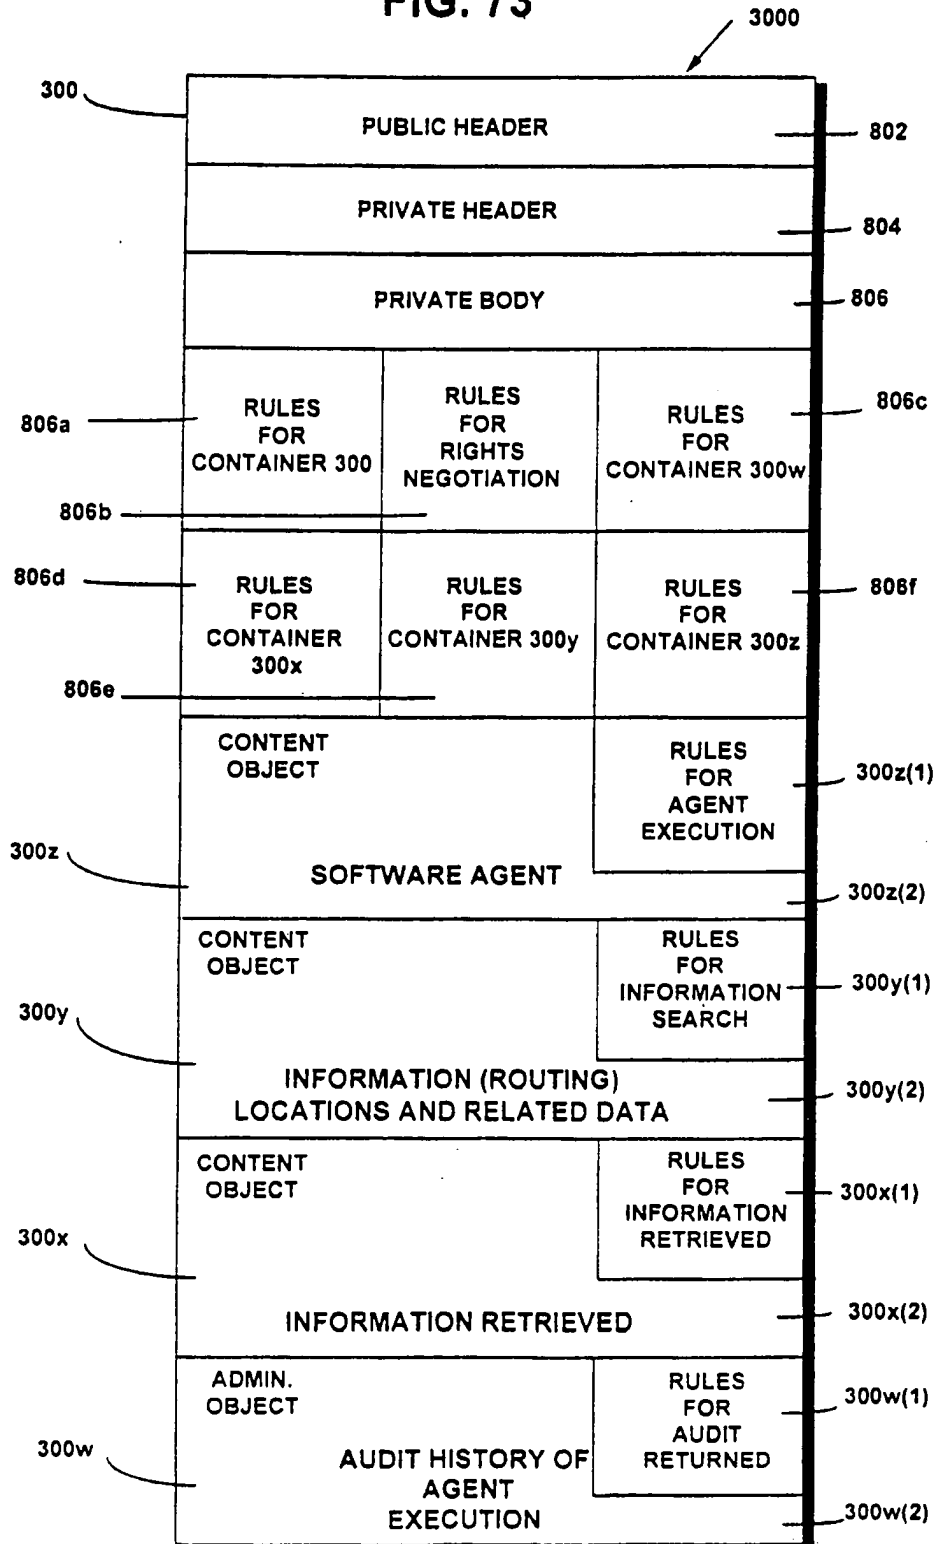 FIG. 73
3000
300
PUBLIC HEADER
802
PRIVATE HEADER
804
PRIVATE BODY
806
806a
RULES
FOR
CONTAINER 300
806b
RULES
FOR
RIGHTS
NEGOTIATION
RULES
FOR
CONTAINER 300w
806c
806d
RULES
FOR
CONTAINER
300x
806e
RULES
FOR
CONTAINER 300y
RULES
FOR
CONTAINER 300z
806f
CONTENT
OBJECT
RULES
FOR
AGENT
EXECUTION
300z(1)
300z
SOFTWARE AGENT
300z(2)
CONTENT
OBJECT
RULES
FOR
INFORMATION
SEARCH
300y(1)
300y
INFORMATION (ROUTING)
LOCATIONS AND RELATED DATA
300y(2)
CONTENT
OBJECT
RULES
FOR
INFORMATION
RETRIEVED
300x(1)
300x
INFORMATION RETRIEVED
300x(2)
ADMIN.
OBJECT
RULES
FOR
AUDIT
RETURNED
300w(1)
300w
AUDIT HISTORY OF
AGENT
EXECUTION
300w(2)